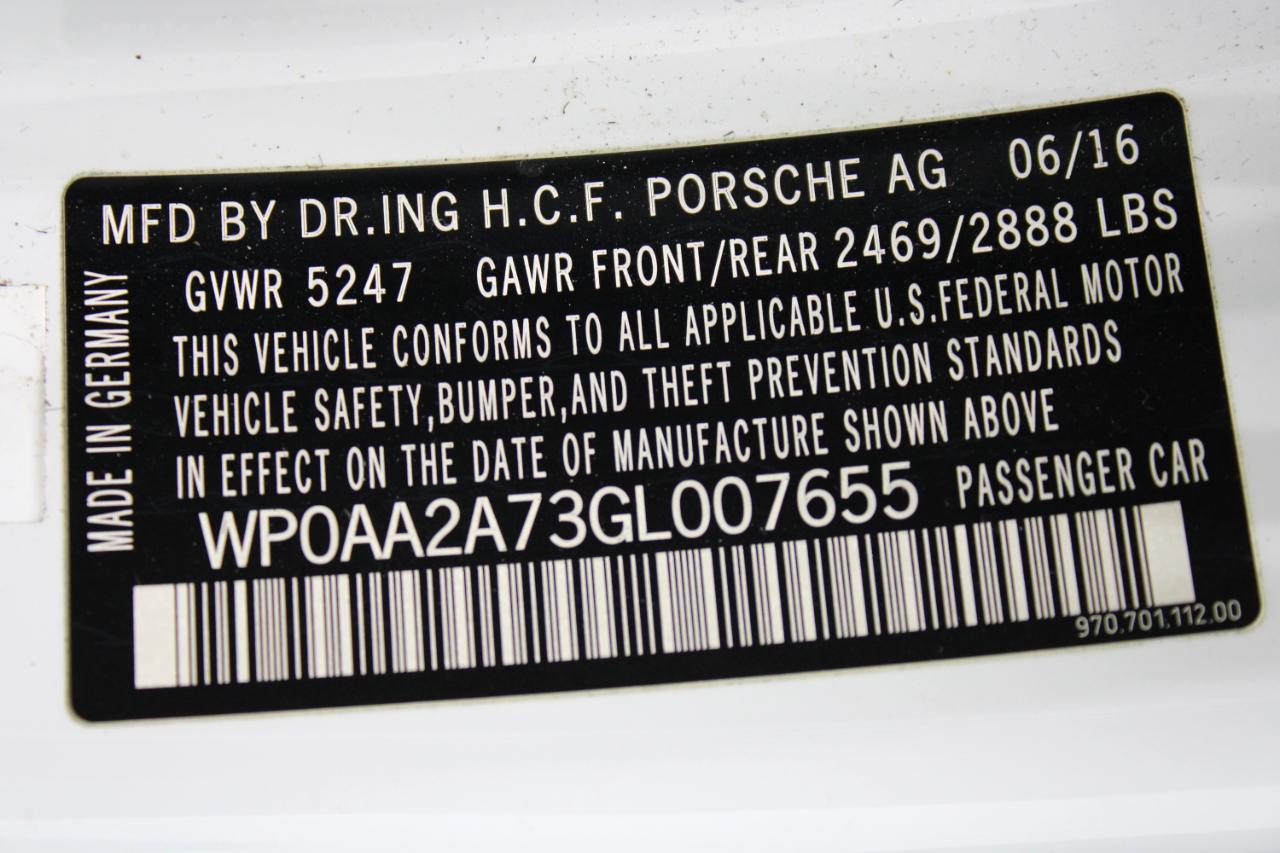 MFD BY DR.ING H.C.F. PORSCHE AG 06/16
GVWR 5247 GAWR FRONT/REAR 2469/2888 LBS
THIS VEHICLE CONFORMS TO ALL APPLICABLE U.S.FEDERAL MOTOR
VEHICLE SAFETY,BUMPER,AND THEFT PREVENTION STANDARDS
IN EFFECT ON THE DATE OF MANUFACTURE SHOWN ABOVE
WP0AA2A73GL007655 PASSENGER CAR
970.701.112.00
MADE IN GERMANY